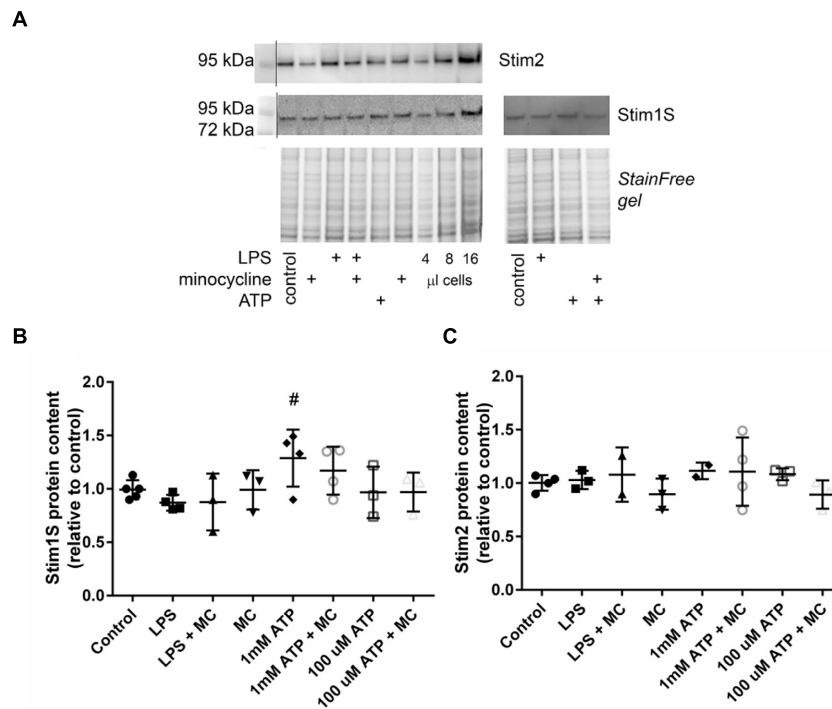 A
95 kDa
Stim2
95 kDa
72 kDa
Stim1S
StainFree
gel
LPS + + 4 8 16 +
minocycline control + + + µl cells control +
ATP + + +
B
Stim1S protein content
(relative to control)
2.0
1.5
1.0
0.5
0.0
#
Control
LPS
LPS + MC
MC
1mM ATP
1mM ATP + MC
100 uM ATP
100 uM ATP + MC
C
Stim2 protein content
(relative to control)
2.0
1.5
1.0
0.5
0.0
Control
LPS
LPS + MC
MC
1mM ATP
1mM ATP + MC
100 uM ATP
100 uM ATP + MC